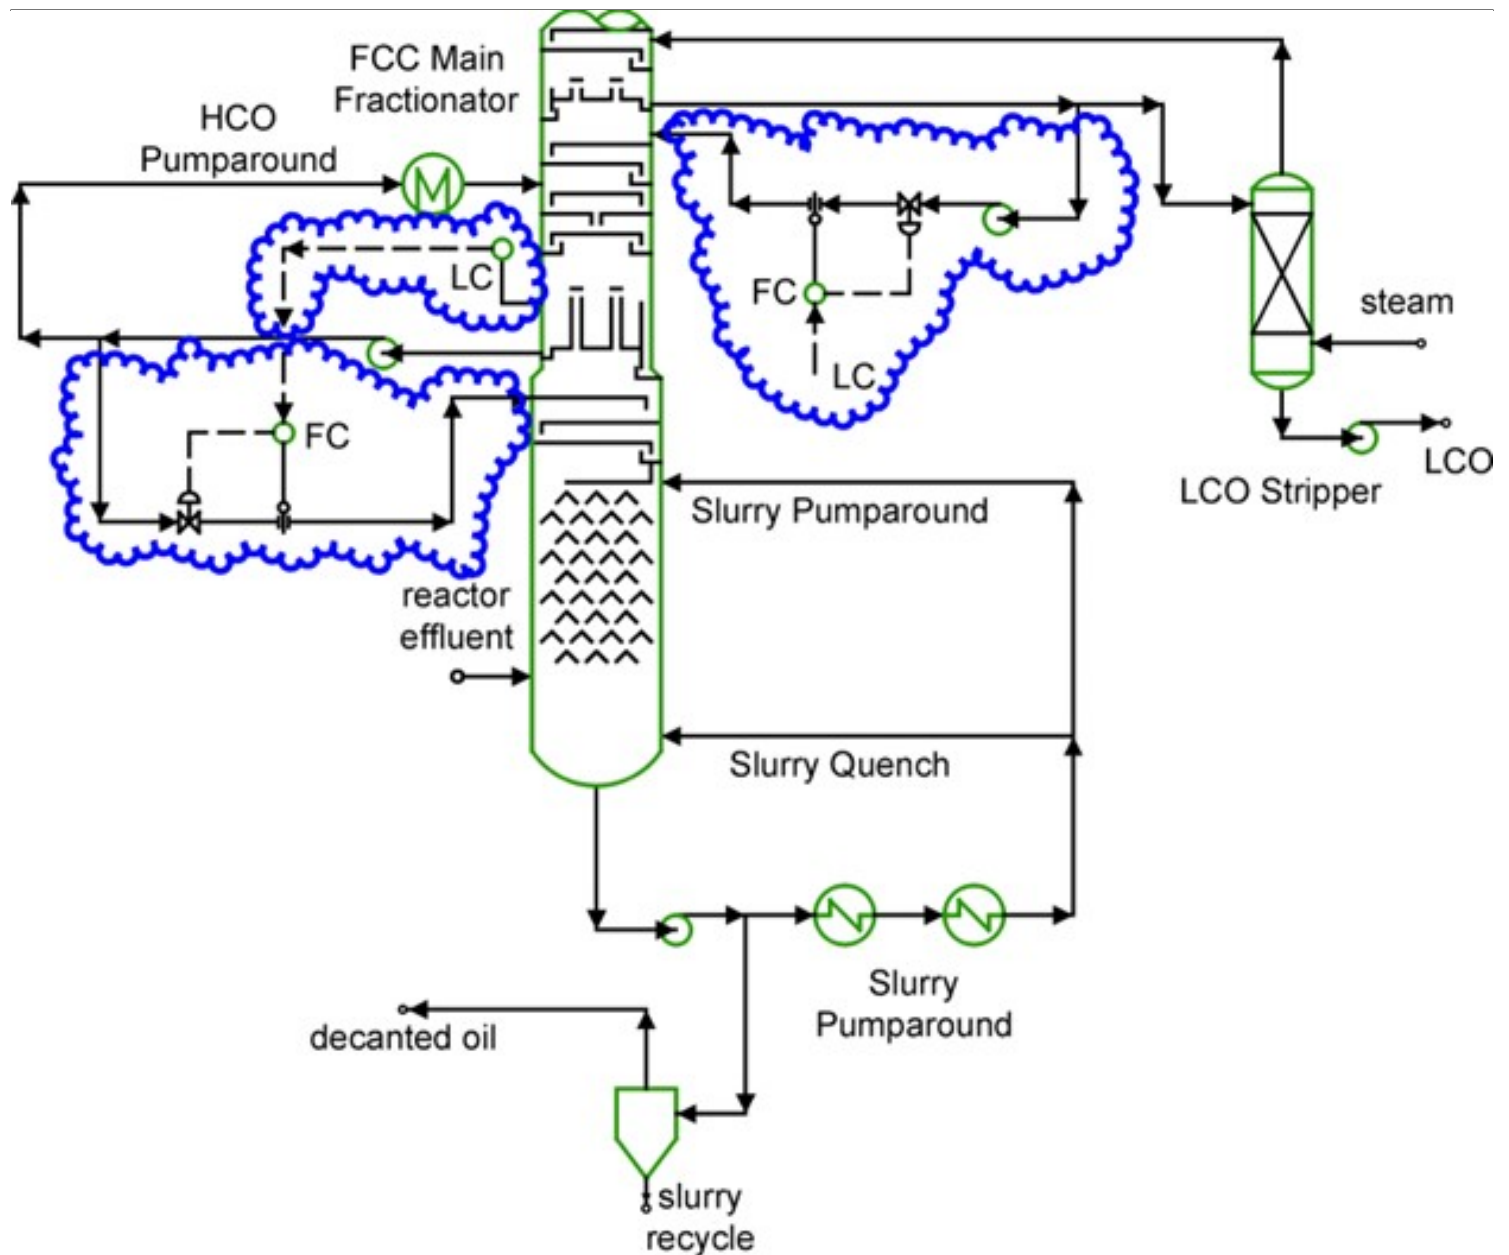 FCC Main
Fractionator
HCO
Pumparound
LC
FC
FC
LC
steam
LCO
LCO Stripper
Slurry Pumparound
reactor
effluent
Slurry Quench
Slurry
Pumparound
decanted oil
slurry
recycle